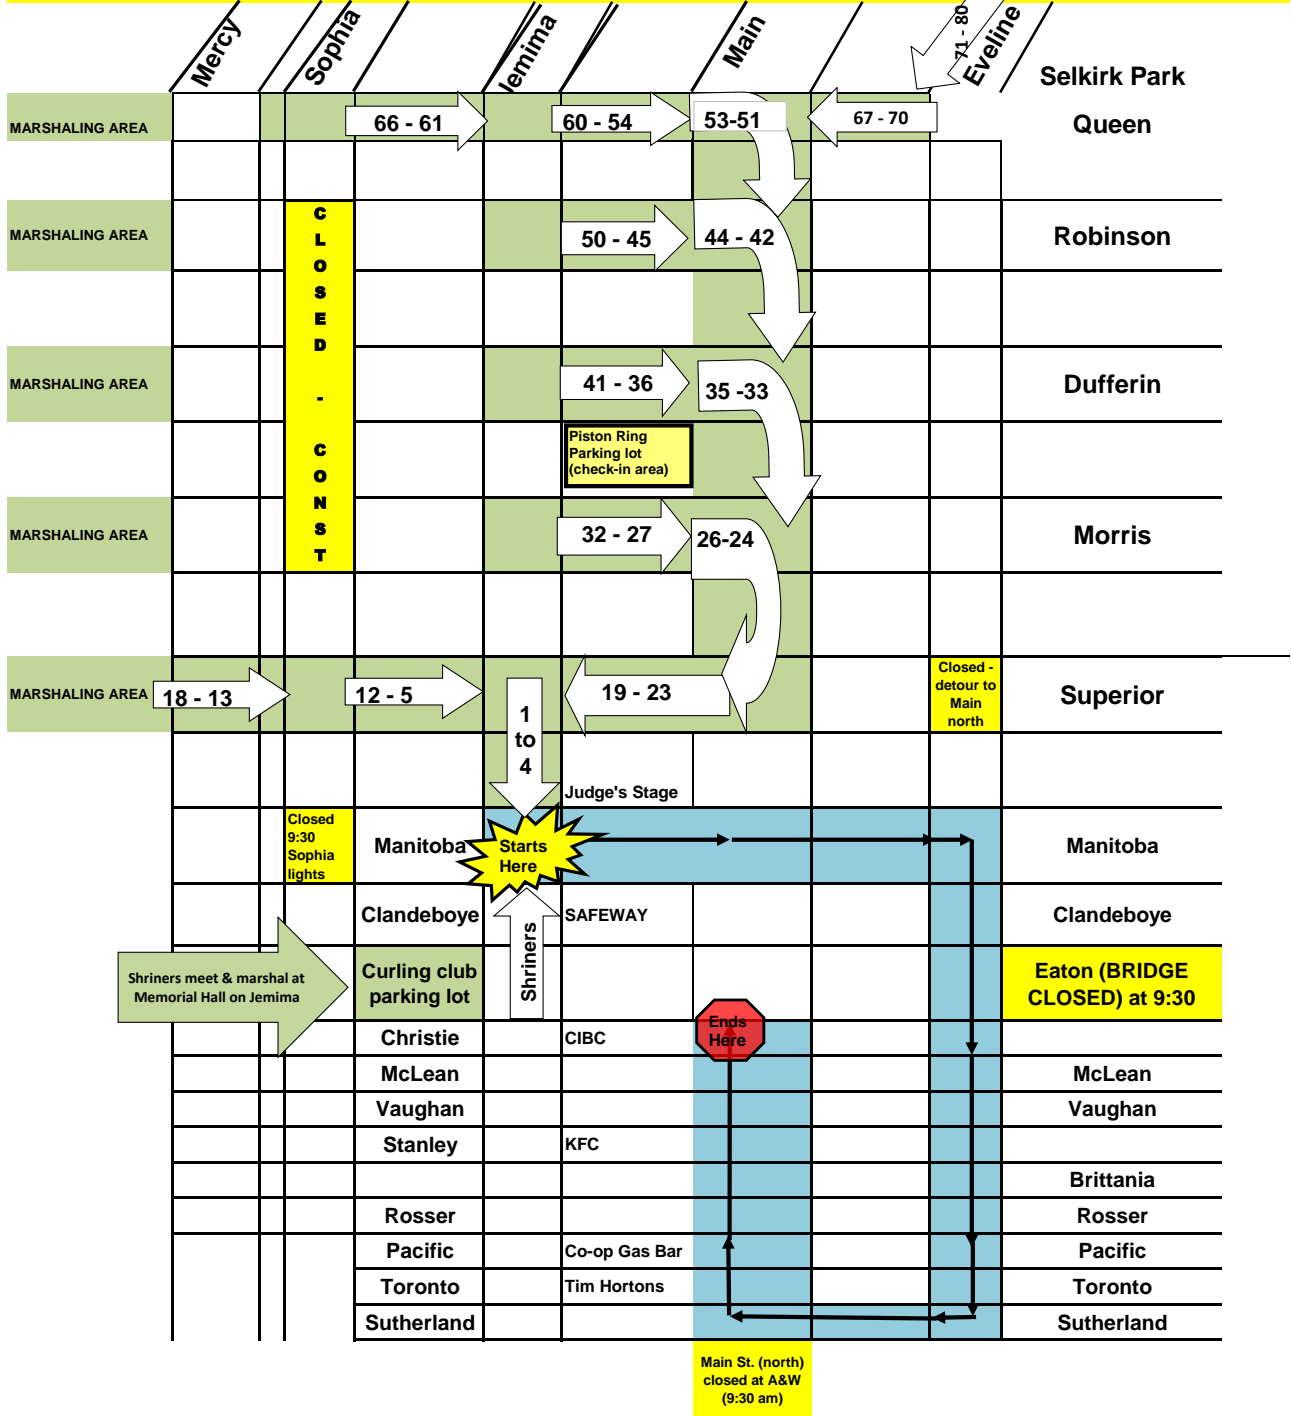 Mercy
Sophia
Jemima
Main
71 - 80
Eveline
Selkirk Park
MARSHALING AREA
66 - 61
60 - 54
53-51
67 - 70
Queen
MARSHALING AREA
50 - 45
44 - 42
Robinson
C
L
O
S
E
D
-
C
O
N
S
T
MARSHALING AREA
41 - 36
35 -33
Dufferin
Piston Ring
Parking lot
(check-in area)
MARSHALING AREA
32 - 27
26-24
Morris
MARSHALING AREA
18 - 13
12 - 5
1
to
4
19 - 23
Closed -
detour to
Main
north
Superior
Judge's Stage
Closed
9:30
Sophia
lights
Manitoba
Starts
Here
Manitoba
Clandeboye
SAFEWAY
Clandeboye
Shriners
Shriners meet & marshal at
Memorial Hall on Jemima
Curling club
parking lot
Eaton (BRIDGE
CLOSED) at 9:30
Ends
Here
Christie
CIBC
McLean
McLean
Vaughan
Vaughan
Stanley
KFC
Brittania
Rosser
Rosser
Pacific
Co-op Gas Bar
Pacific
Toronto
Tim Hortons
Toronto
Sutherland
Sutherland
Main St. (north)
closed at A&W
(9:30 am)